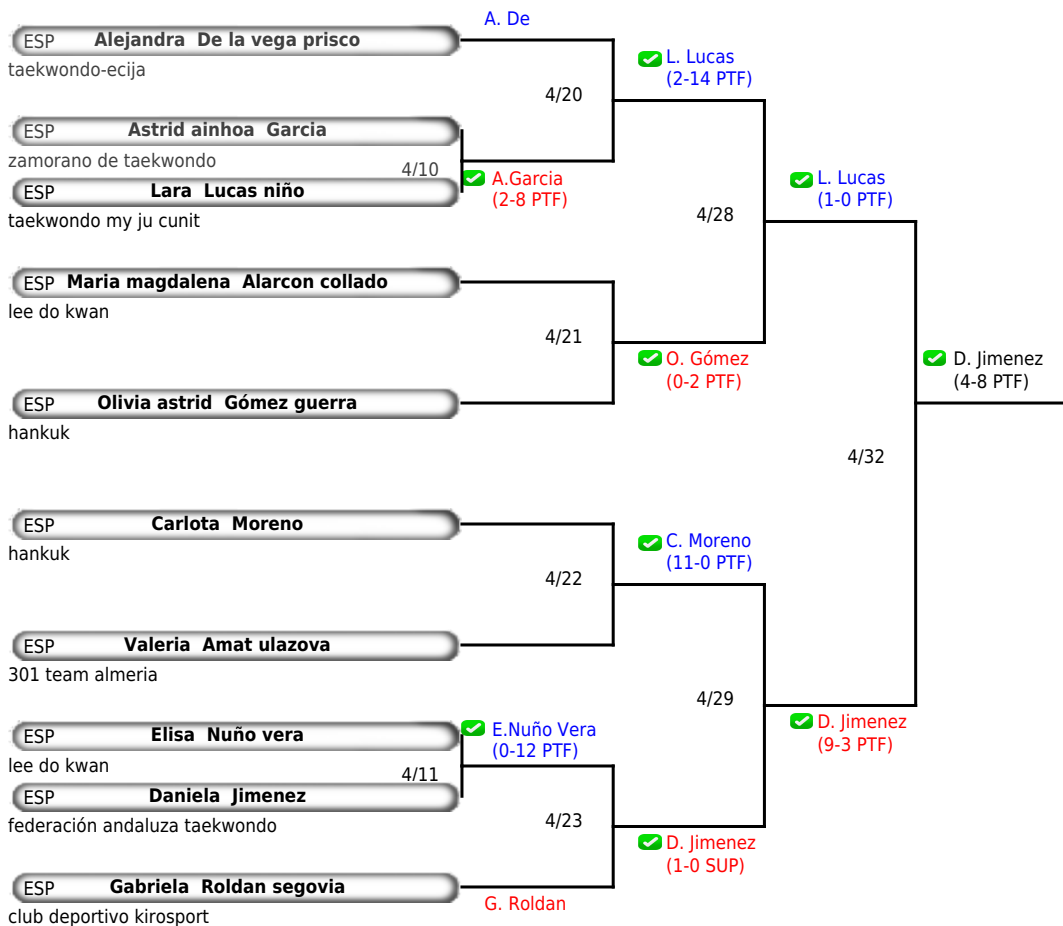 A. De
ESP Alejandra De la vega prisco
taekwondo-ecija
L. Lucas
(2-14 PTF)
4/20
ESP Astrid ainhoa Garcia
zamorano de taekwondo
4/10
A.Garcia
(2-8 PTF)
ESP Lara Lucas niño
taekwondo my ju cunit
L. Lucas
(1-0 PTF)
4/28
ESP Maria magdalena Alarcon collado
lee do kwan
4/21
O. Gómez
(0-2 PTF)
D. Jimenez
(4-8 PTF)
ESP Olivia astrid Gómez guerra
hankuk
4/32
ESP Carlota Moreno
hankuk
C. Moreno
(11-0 PTF)
4/22
ESP Valeria Amat ulazova
301 team almeria
4/29
D. Jimenez
(9-3 PTF)
ESP Elisa Nuño vera
lee do kwan
E.Nuño Vera
(0-12 PTF)
4/11
ESP Daniela Jimenez
federación andaluza taekwondo
4/23
D. Jimenez
(1-0 SUP)
ESP Gabriela Roldan segovia
club deportivo kirosport
G. Roldan